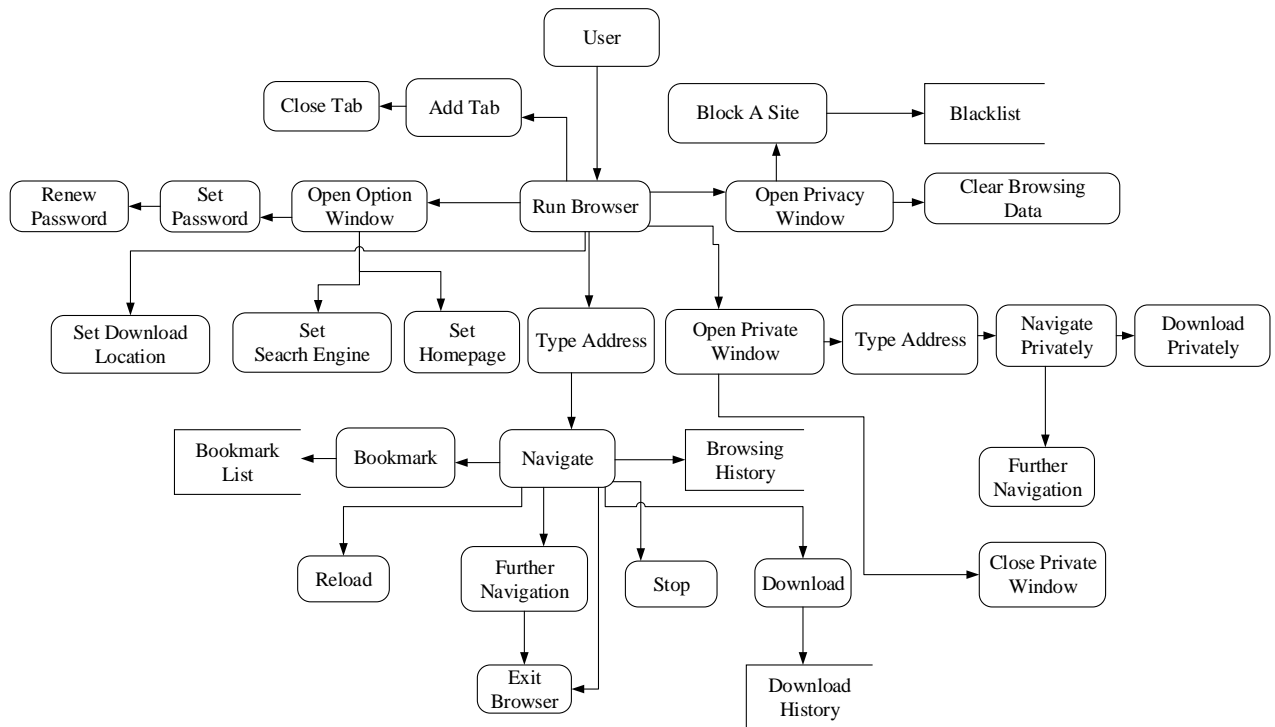 User
Close Tab
Add Tab
Block A Site
Blacklist
Renew
Password
Set
Password
Open Option
Window
Run Browser
Open Privacy
Window
Clear Browsing
Data
Set Download
Location
Set
Seacrh Engine
Set
Homepage
Type Address
Open Private
Window
Type Address
Navigate
Privately
Download
Privately
Bookmark
List
Bookmark
Navigate
Browsing
History
Further
Navigation
Reload
Further
Navigation
Stop
Download
Close Private
Window
Exit
Browser
Download
History